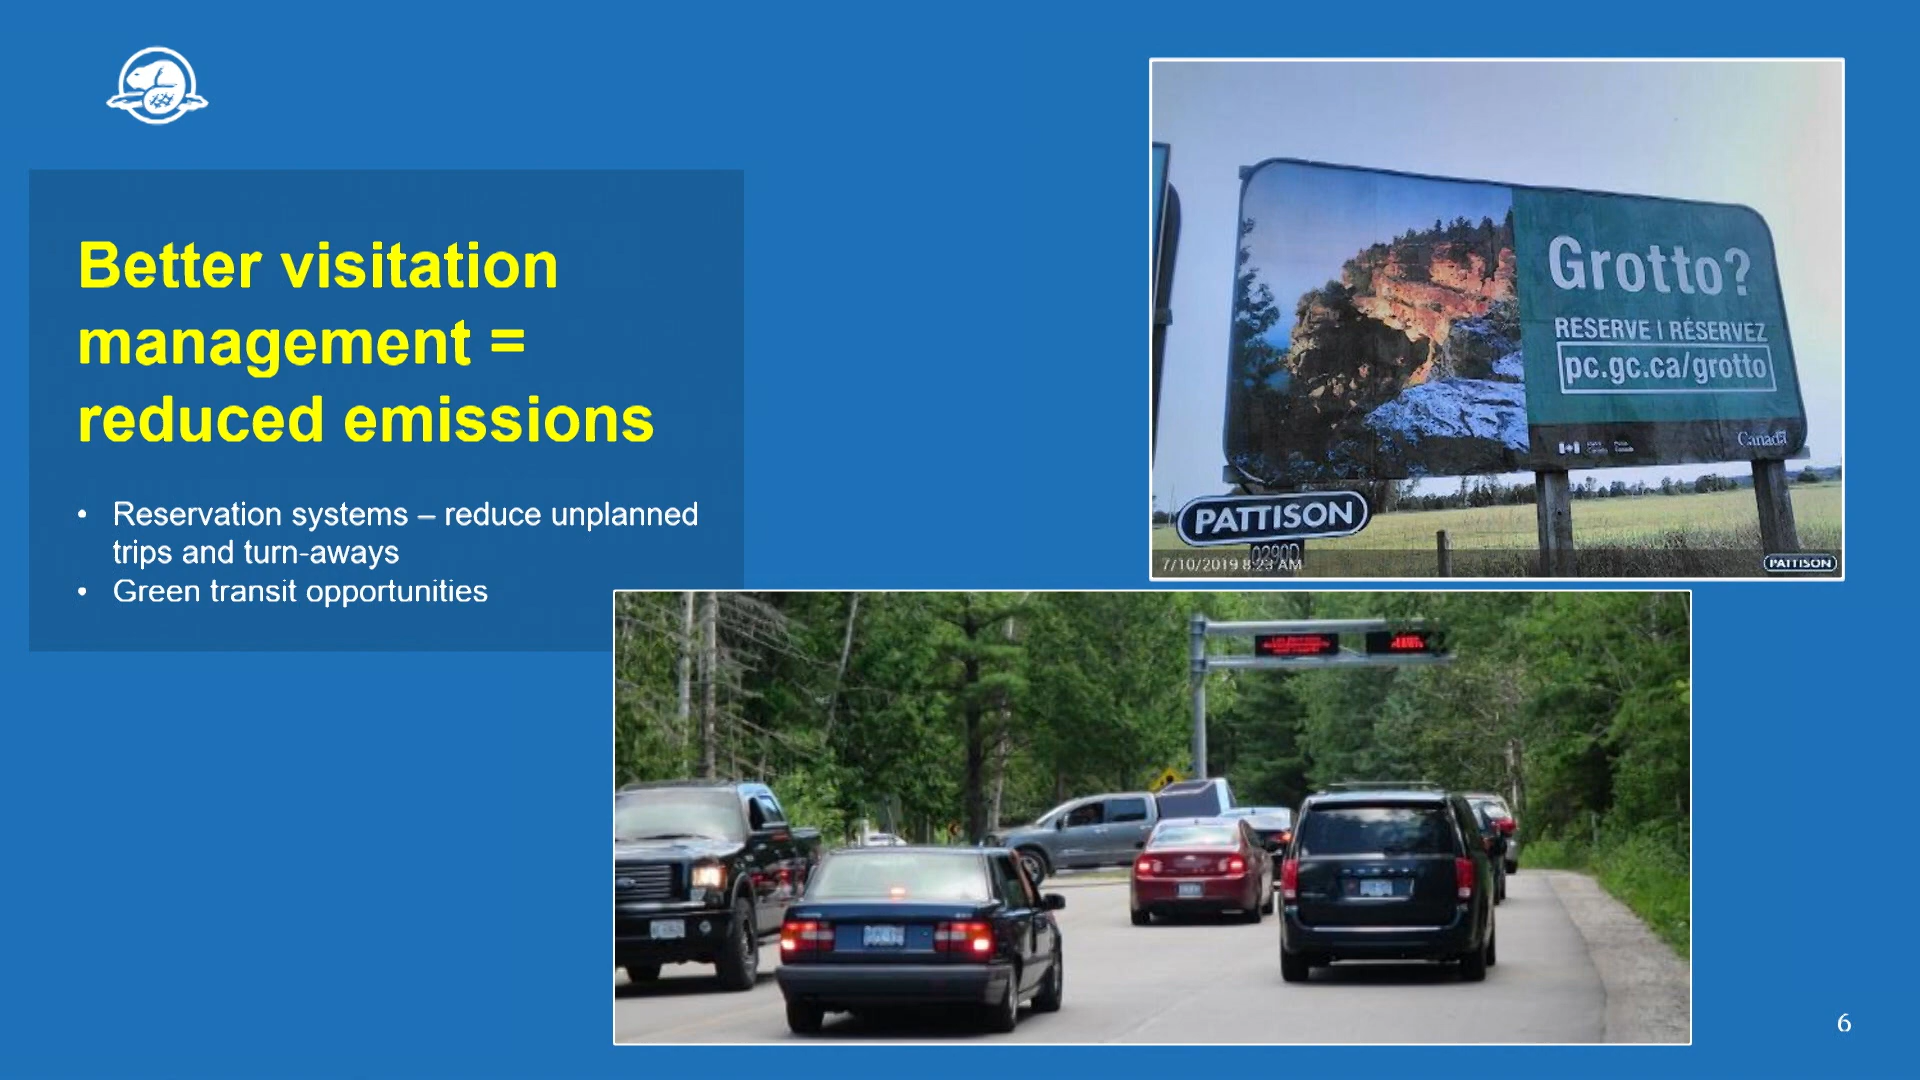 Better visitation
management =
reduced emissions
• Reservation systems – reduce unplanned
trips and turn-aways
• Green transit opportunities
Grotto?
RESERVE | RÉSERVEZ
pc.gc.ca/grotto
Canada
PATTISON
0290D
7/10/2019 8:23 AM
PATTISON
6